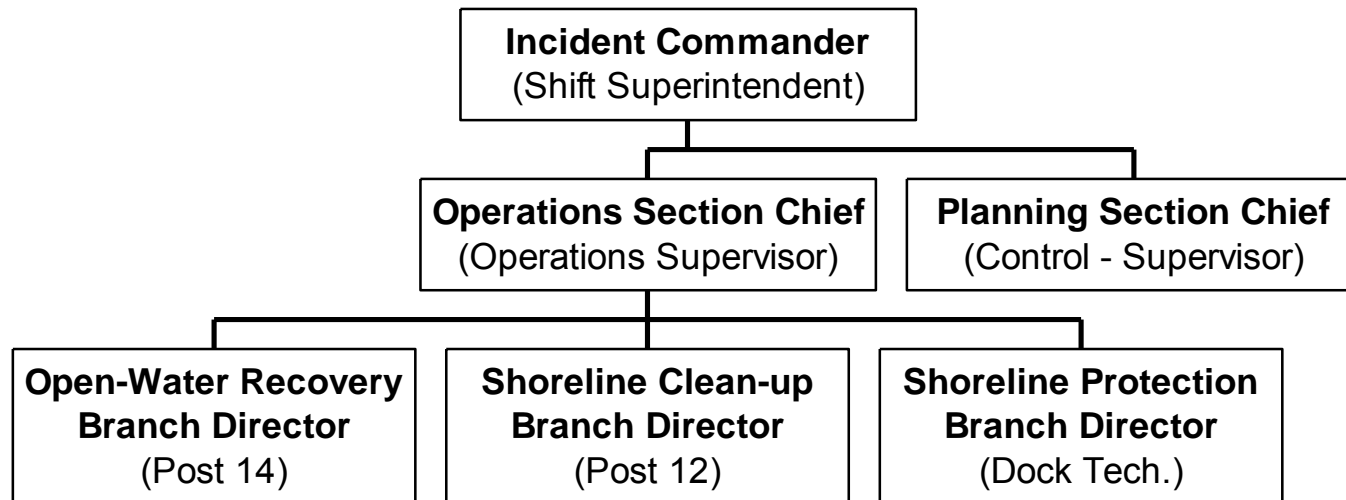 Incident Commander
(Shift Superintendent)
Operations Section Chief
(Operations Supervisor)
Planning Section Chief
(Control - Supervisor)
Open-Water Recovery
Branch Director
(Post 14)
Shoreline Clean-up
Branch Director
(Post 12)
Shoreline Protection
Branch Director
(Dock Tech.)